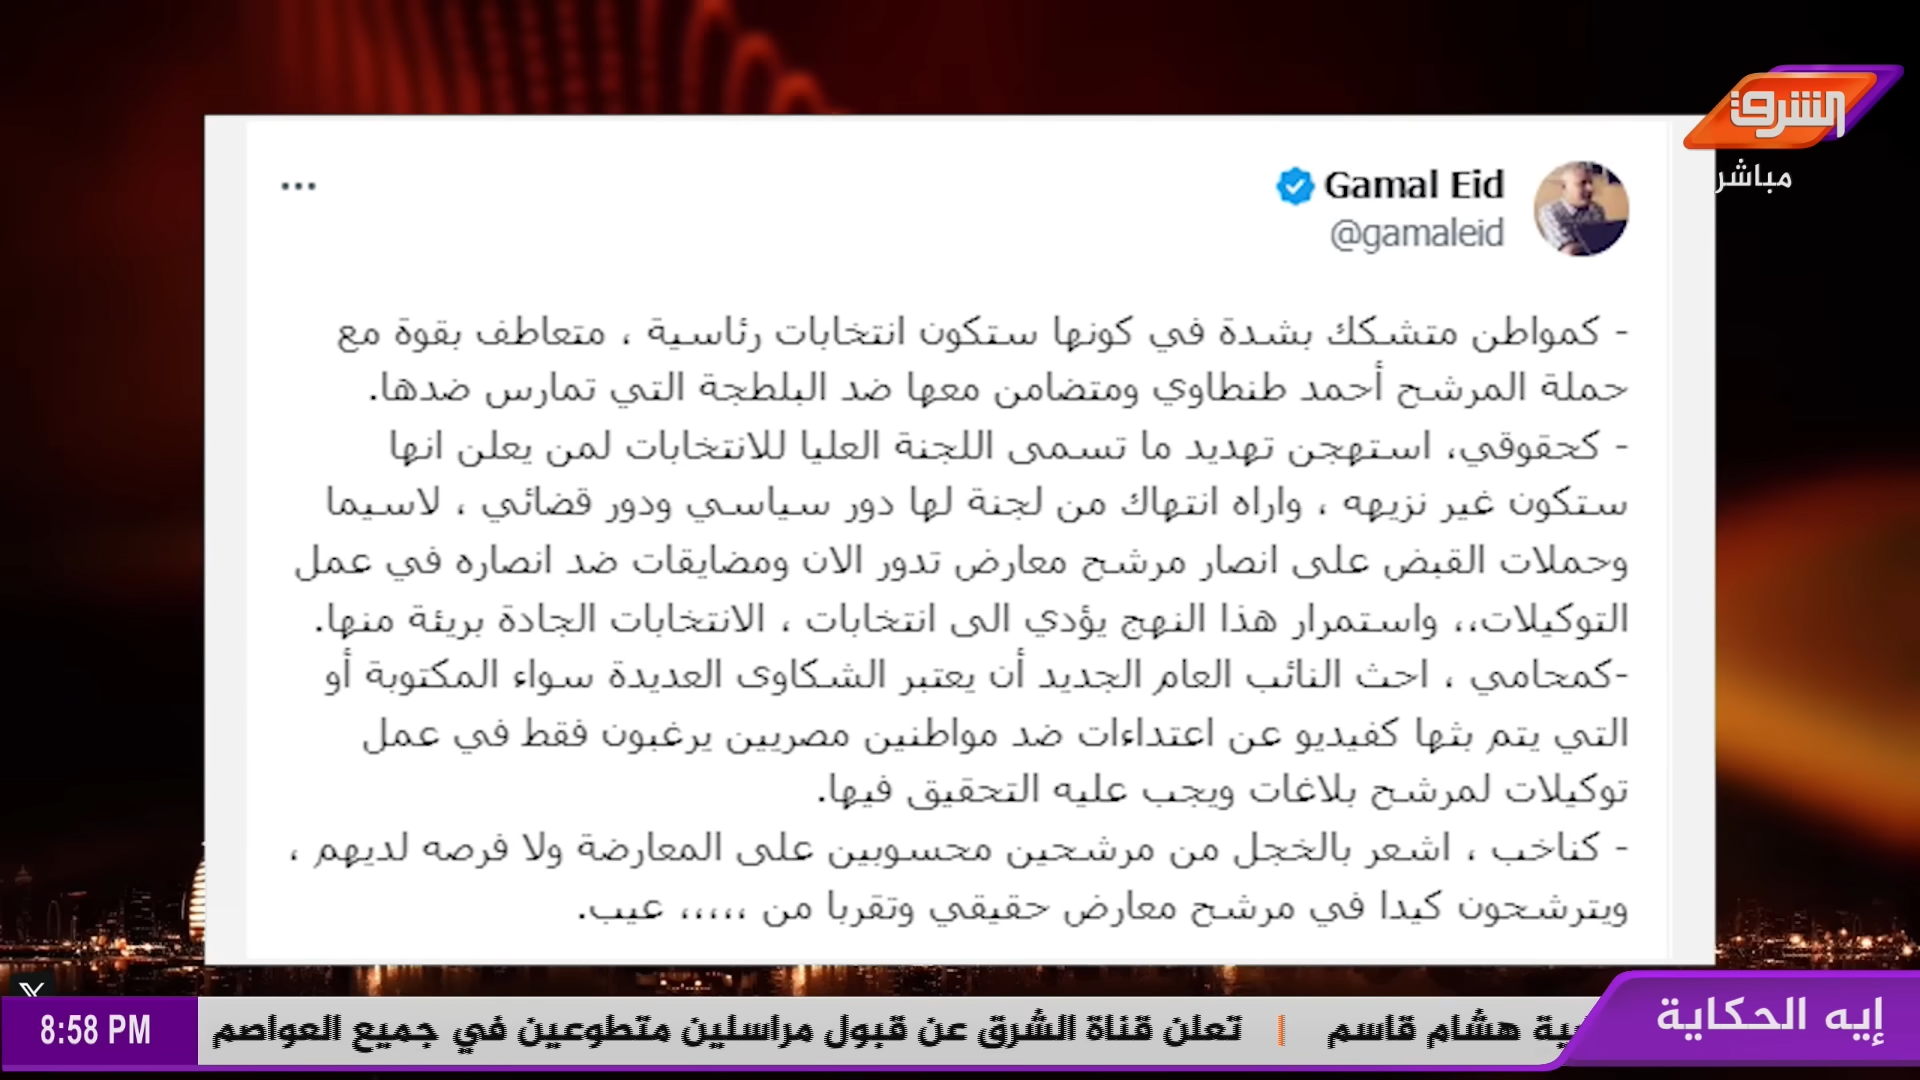 الشرق
مباشر
Gamal Eid
@gamaleid
- كمواطن متشكك بشدة في كونها ستكون انتخابات رئاسية ، متعاطف بقوة مع
حملة المرشح أحمد طنطاوي ومتضامن معها ضد البلطجة التي تمارس ضدها.
- كحقوقي، استهجن تهديد ما تسمى اللجنة العليا للانتخابات لمن يعلن انها
ستكون غير نزيهه ، واراه انتهاك من لجنة لها دور سياسي ودور قضائي ، لاسيما
وحملات القبض على انصار مرشح معارض تدور الان ومضايقات ضد انصاره في عمل
التوكيلات،، واستمرار هذا النهج يؤدي الى انتخابات ، الانتخابات الجادة بريئة منها.
-كمحامي ، احث النائب العام الجديد أن يعتبر الشكاوى العديدة سواء المكتوبة أو
التي يتم بثها كفيديو عن اعتداءات ضد مواطنين مصريين يرغبون فقط في عمل
توكيلات لمرشح بلاغات ويجب عليه التحقيق فيها.
- كناخب ، اشعر بالخجل من مرشحين محسوبين على المعارضة ولا فرصه لديهم ،
ويترشحون كيدا في مرشح معارض حقيقي وتقربا من ،،،،، عيب.
إيه الحكاية
هشام قاسم | تعلن قناة الشرق عن قبول مراسلين متطوعين في جميع العواصم
8:58 PM